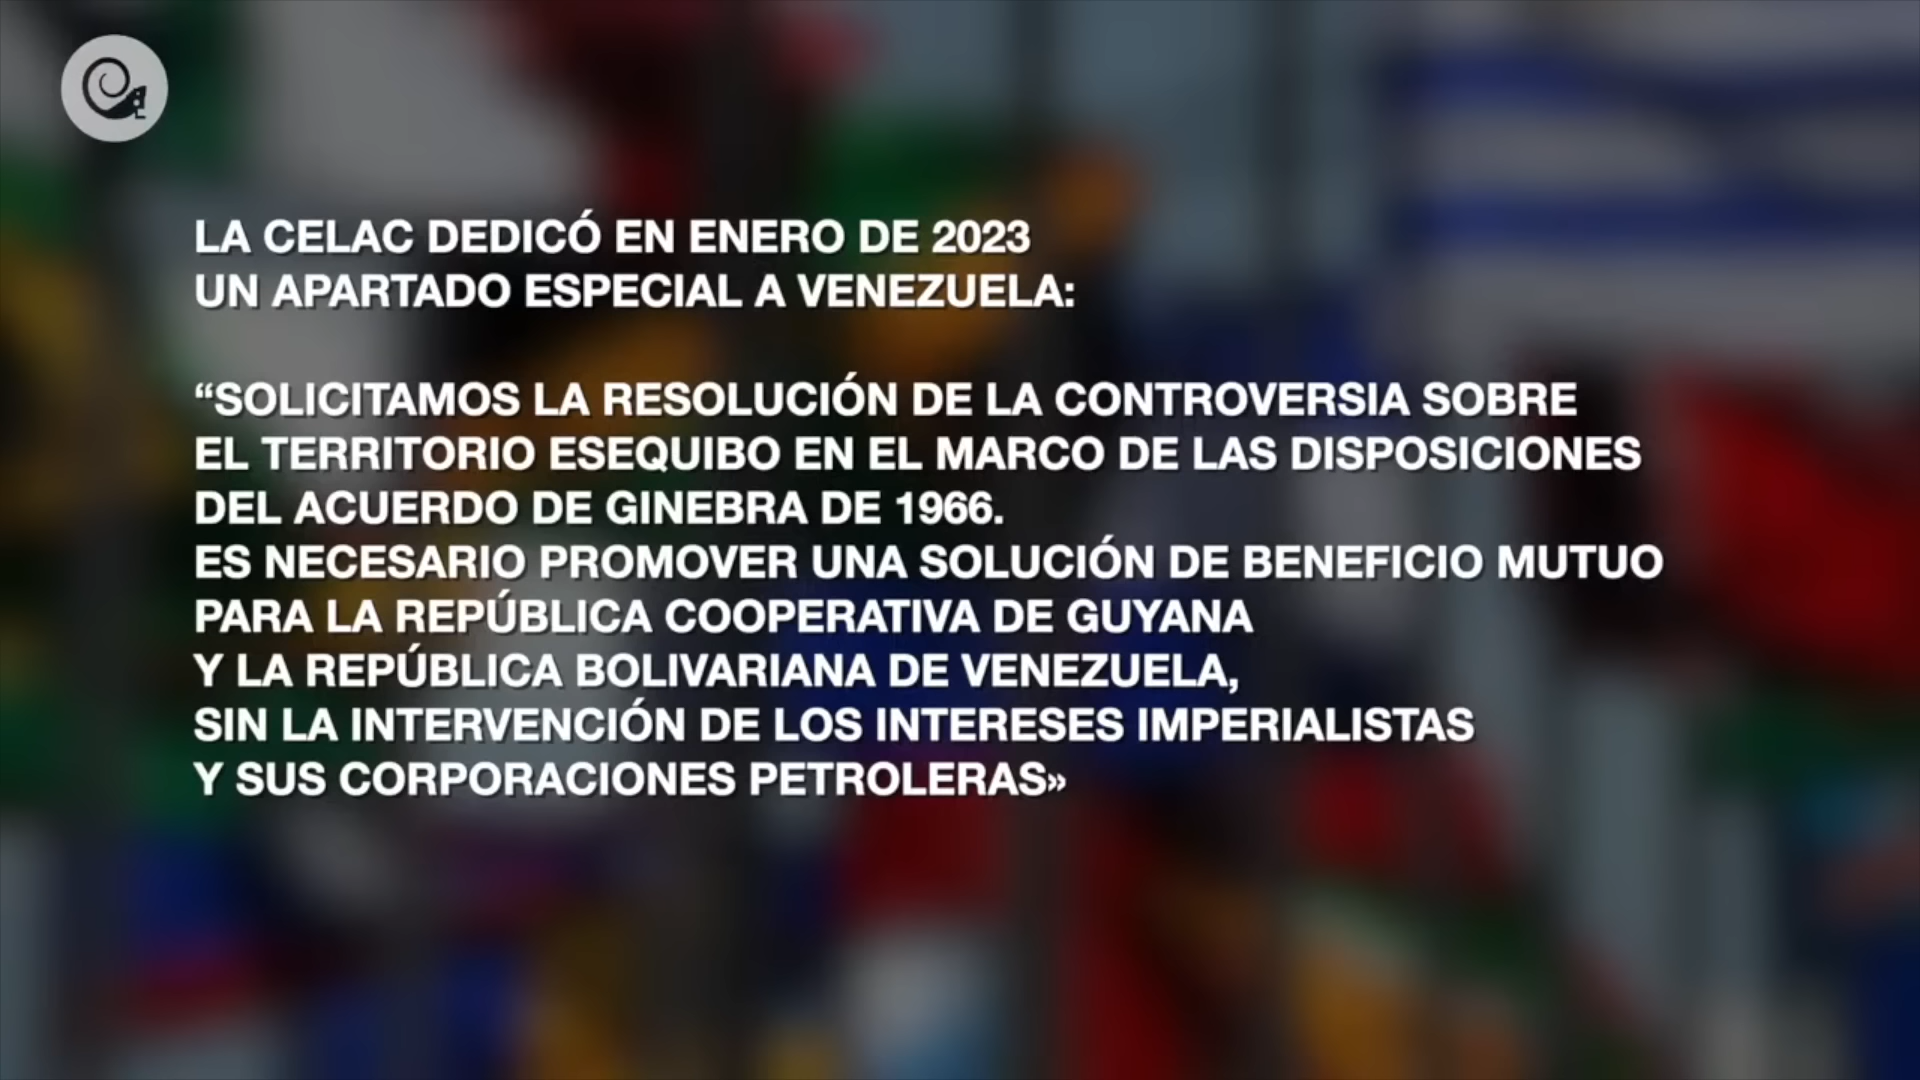 LA CELAC DEDICÓ EN ENERO DE 2023
UN APARTADO ESPECIAL A VENEZUELA:
“SOLICITAMOS LA RESOLUCIÓN DE LA CONTROVERSIA SOBRE
EL TERRITORIO ESEQUIBO EN EL MARCO DE LAS DISPOSICIONES
DEL ACUERDO DE GINEBRA DE 1966.
ES NECESARIO PROMOVER UNA SOLUCIÓN DE BENEFICIO MUTUO
PARA LA REPÚBLICA COOPERATIVA DE GUYANA
Y LA REPÚBLICA BOLIVARIANA DE VENEZUELA,
SIN LA INTERVENCIÓN DE LOS INTERESES IMPERIALISTAS
Y SUS CORPORACIONES PETROLERAS»